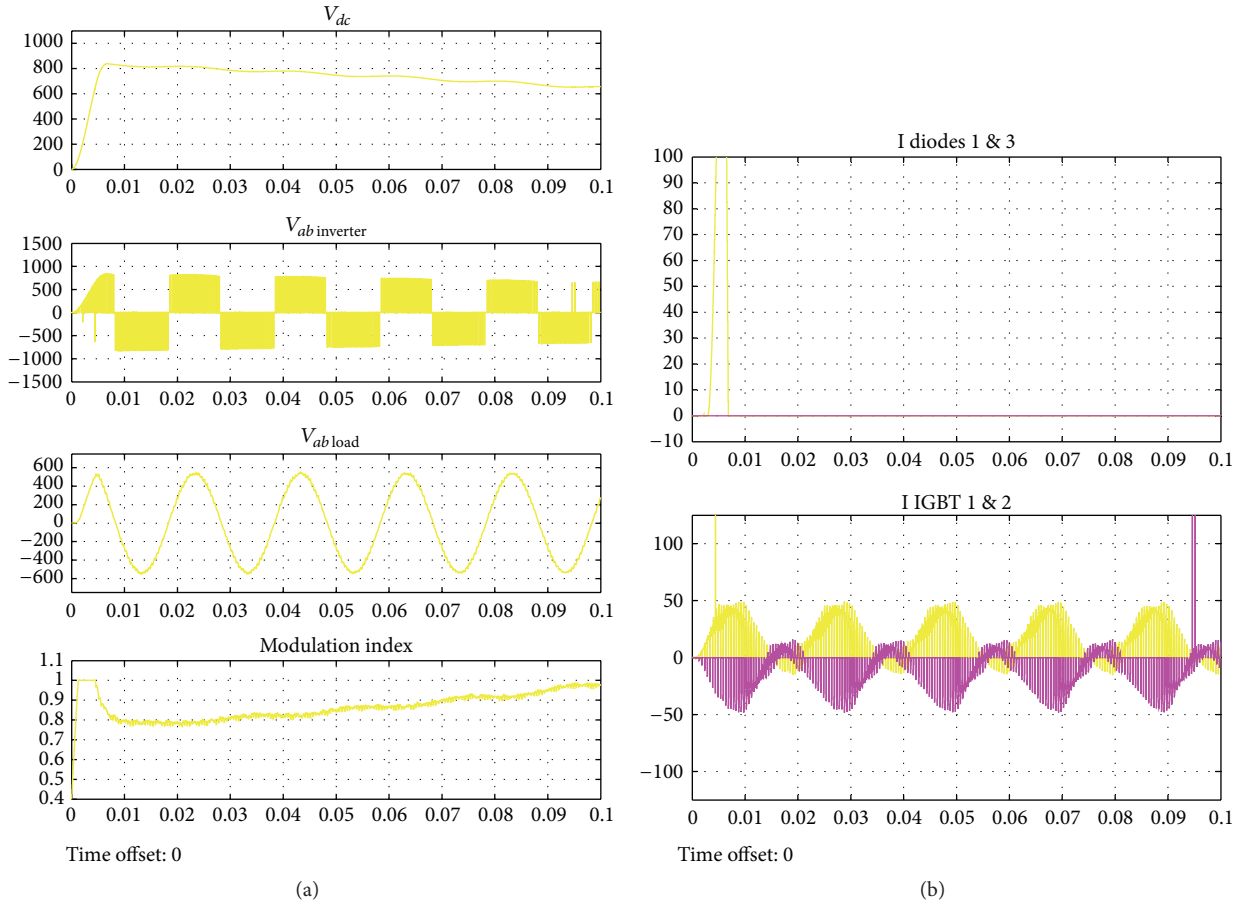 V_dc
1000
800
600
400
200
0
0 0.01 0.02 0.03 0.04 0.05 0.06 0.07 0.08 0.09 0.1
V_ab inverter
1500
1000
500
0
−500
−1000
−1500
0 0.01 0.02 0.03 0.04 0.05 0.06 0.07 0.08 0.09 0.1
V_ab load
600
400
200
0
−200
−400
−600
0 0.01 0.02 0.03 0.04 0.05 0.06 0.07 0.08 0.09 0.1
Modulation index
1.1
1
0.9
0.8
0.7
0.6
0.5
0.4
0 0.01 0.02 0.03 0.04 0.05 0.06 0.07 0.08 0.09 0.1
Time offset: 0
(a)
I diodes 1 & 3
100
90
80
70
60
50
40
30
20
10
0
−10
0 0.01 0.02 0.03 0.04 0.05 0.06 0.07 0.08 0.09 0.1
I IGBT 1 & 2
100
50
0
−50
−100
0 0.01 0.02 0.03 0.04 0.05 0.06 0.07 0.08 0.09 0.1
Time offset: 0
(b)